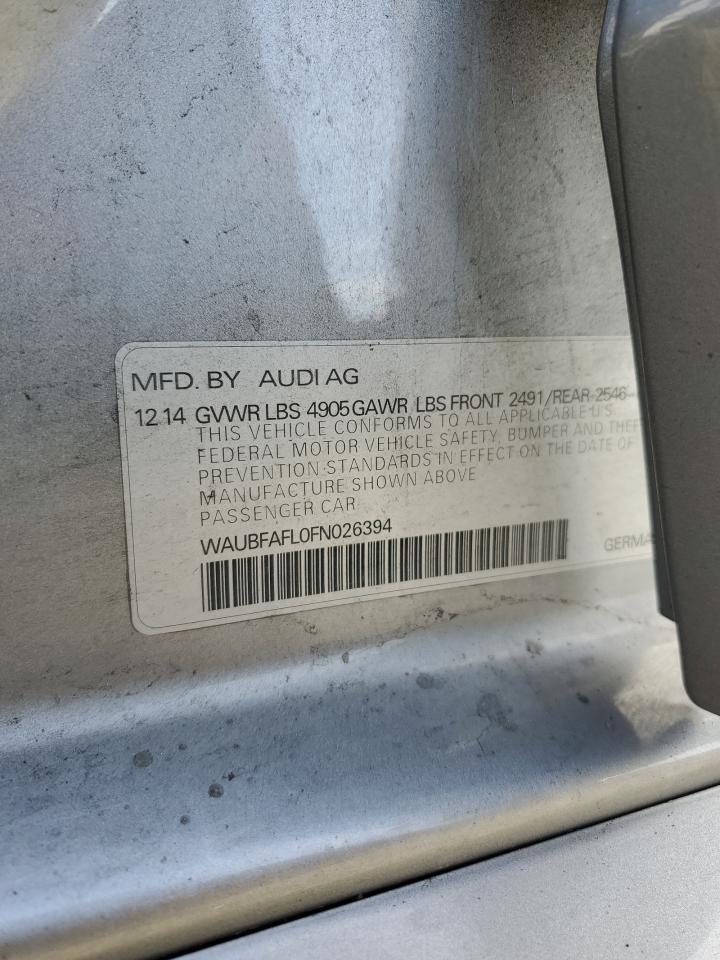 MFD. BY AUDI AG
12 14 GVWR LBS 4905 GAWR LBS FRONT 2491/REAR 2546
THIS VEHICLE CONFORMS TO ALL APPLICABLE U.S.
FEDERAL MOTOR VEHICLE SAFETY, BUMPER AND THEF
PREVENTION STANDARDS IN EFFECT ON THE DATE OF
MANUFACTURE SHOWN ABOVE
PASSENGER CAR
WAUBFAFL0FN026394
GERMA